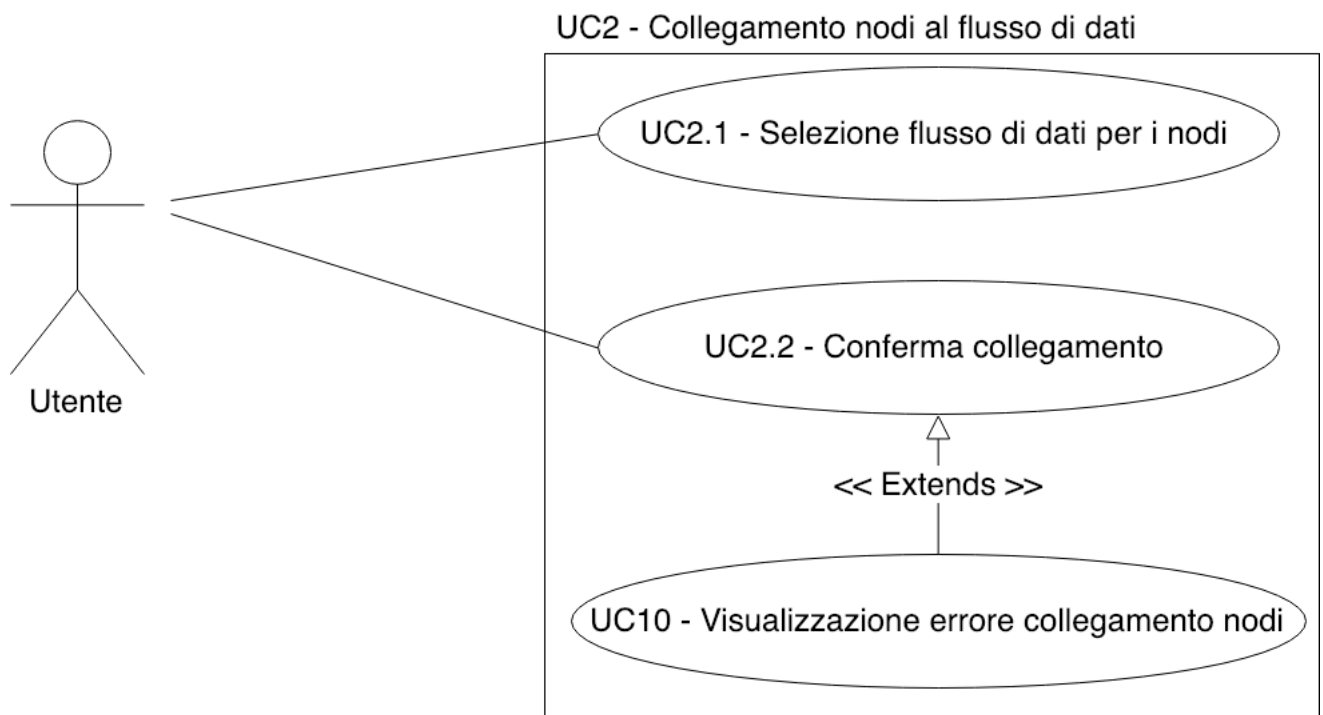 UC2 - Collegamento nodi al flusso di dati
UC2.1 - Selezione flusso di dati per i nodi
UC2.2 - Conferma collegamento
Utente
<< Extends >>
UC10 - Visualizzazione errore collegamento nodi